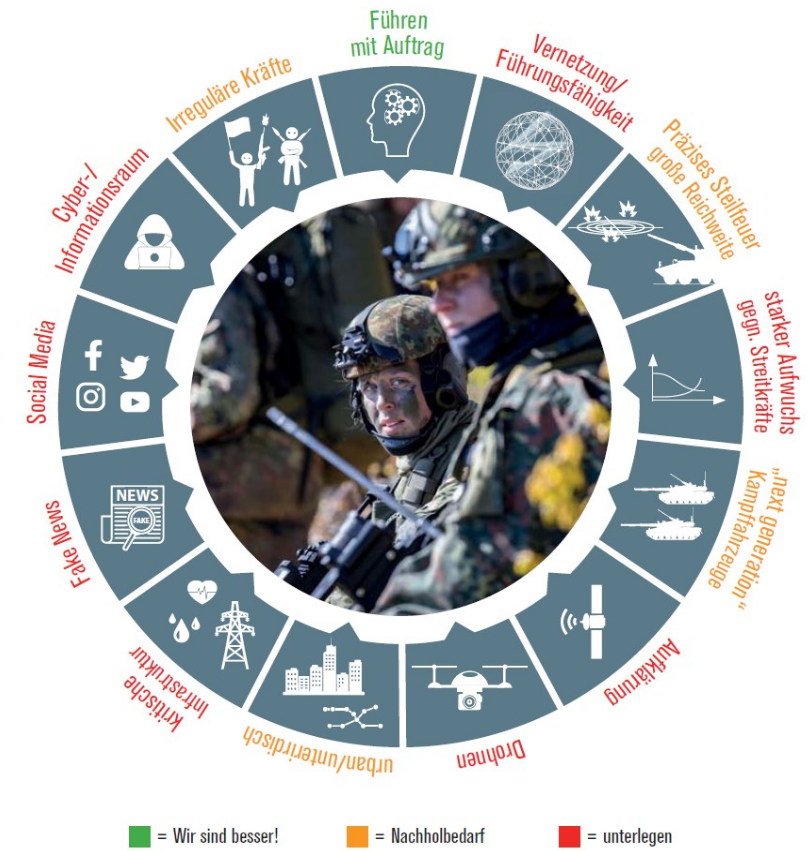 Führen
mit Auftrag
Vernetzung/
Führungsfähigkeit
Präzises Steilfeuer
große Reichweite
starker Aufwuchs
gegn. Streitkräfte
„next generation“
Kampffahrzeuge
Aufklärung
Drohnen
urban/unterirdisch
Kritische
Infrastruktur
Fake News
NEWS
FAKE
Social Media
Cyber-/
Informationsraum
Irreguläre Kräfte
= Wir sind besser!
= Nachholbedarf
= unterlegen